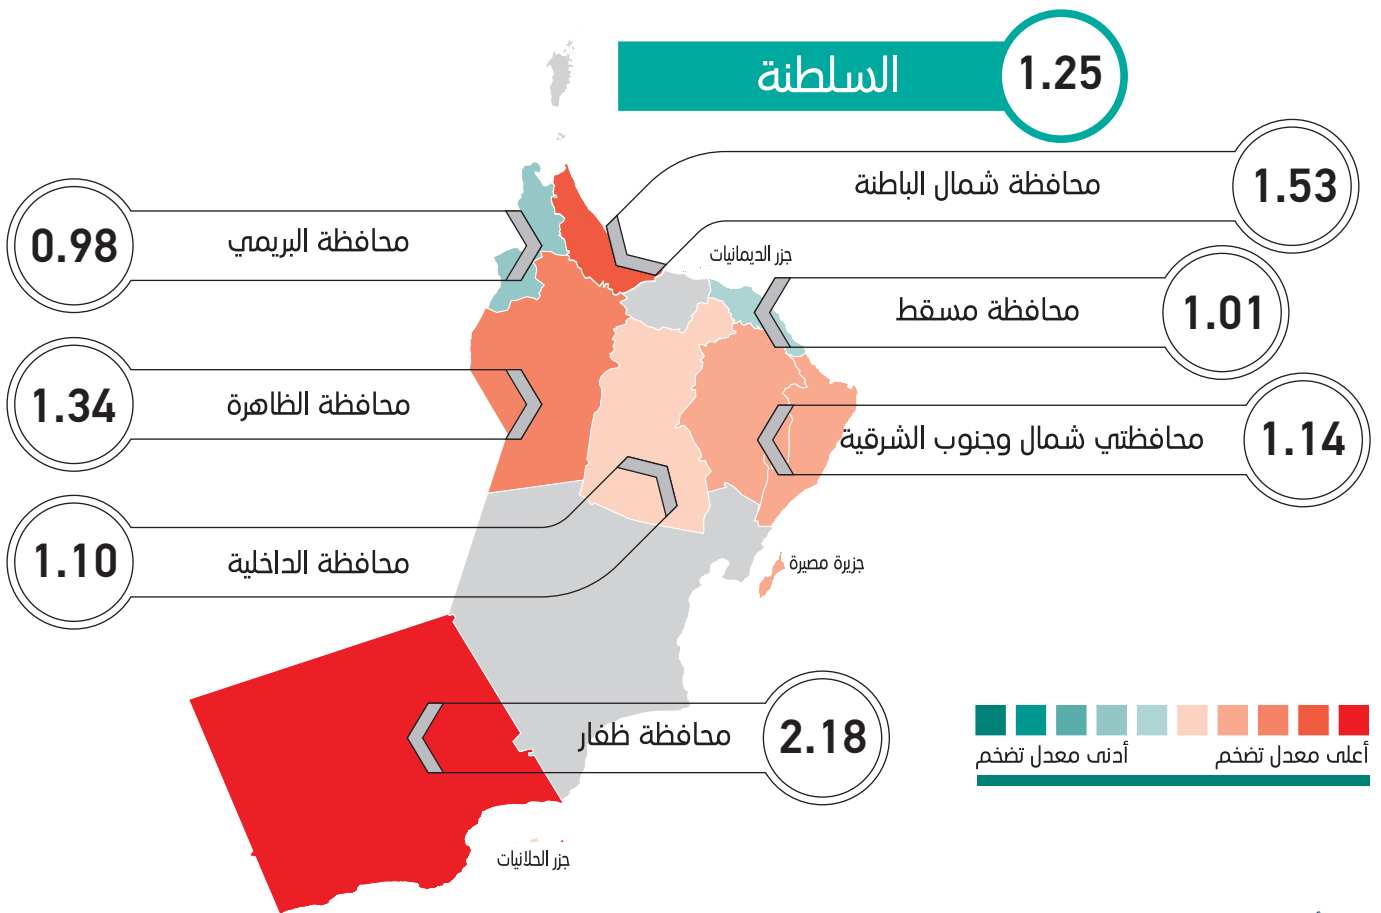 السلطنة
1.25
محافظة شمال الباطنة
1.53
محافظة البريمي
0.98
جزر الديمانيات
محافظة مسقط
1.01
محافظة الظاهرة
1.34
محافظتي شمال وجنوب الشرقية
1.14
محافظة الداخلية
1.10
جزيرة مصيرة
محافظة ظفار
2.18
أعلى معدل تضخم
أدنى معدل تضخم
جزر الحلانيات